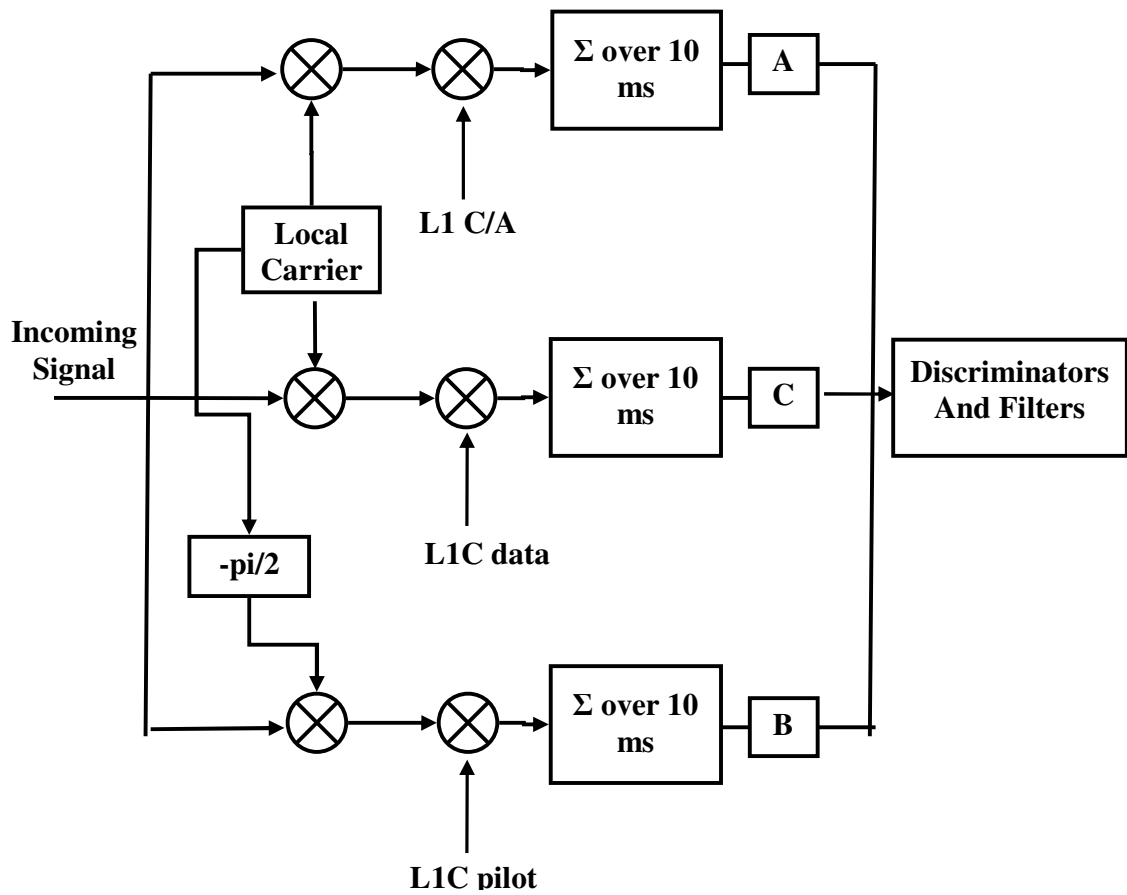 Σ over 10
ms
A
L1 C/A
Local
Carrier
Incoming
Signal
Σ over 10
ms
C
Discriminators
And Filters
L1C data
-pi/2
Σ over 10
ms
B
L1C pilot